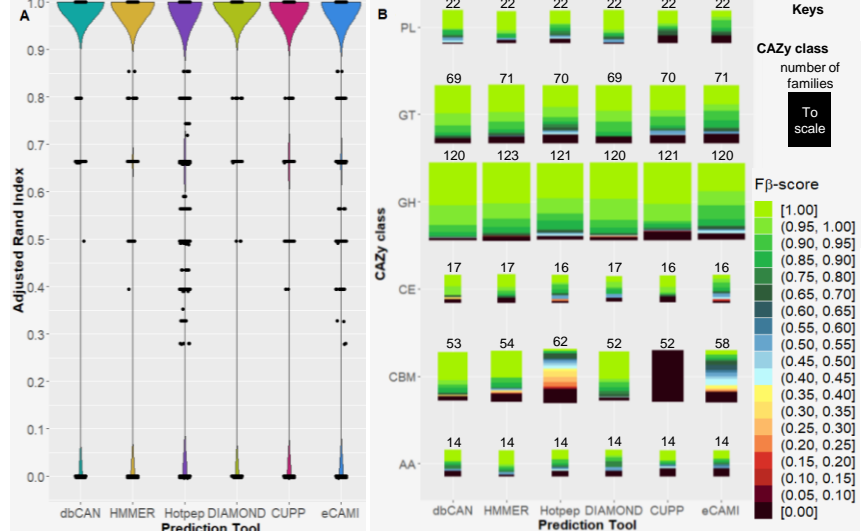 A
Adjusted Rand Index
1.0
0.9
0.8
0.7
0.6
0.5
0.4
0.3
0.2
0.1
0.0
dbCAN HMMER Hotpep DIAMOND CUPP eCAMI
Prediction Tool
B
CAZy class
22 22 22 22 22 22
PL
69 71 70 69 70 71
GT
120 123 121 120 121 120
GH
17 17 16 17 16 16
CE
53 54 62 52 52 58
CBM
14 14 14 14 14 14
AA
dbCAN HMMER Hotpep DIAMOND CUPP eCAMI
Prediction Tool
Keys
CAZy class
number of
families
To
scale
Fβ-score
[1.00]
(0.95, 1.00]
(0.90, 0.95]
(0.85, 0.90]
(0.75, 0.80]
(0.65, 0.70]
(0.60, 0.65]
(0.55, 0.60]
(0.50, 0.55]
(0.45, 0.50]
(0.40, 0.45]
(0.35, 0.40]
(0.30, 0.35]
(0.25, 0.30]
(0.20, 0.25]
(0.15, 0.20]
(0.10, 0.15]
(0.05, 0.10]
[0.00]